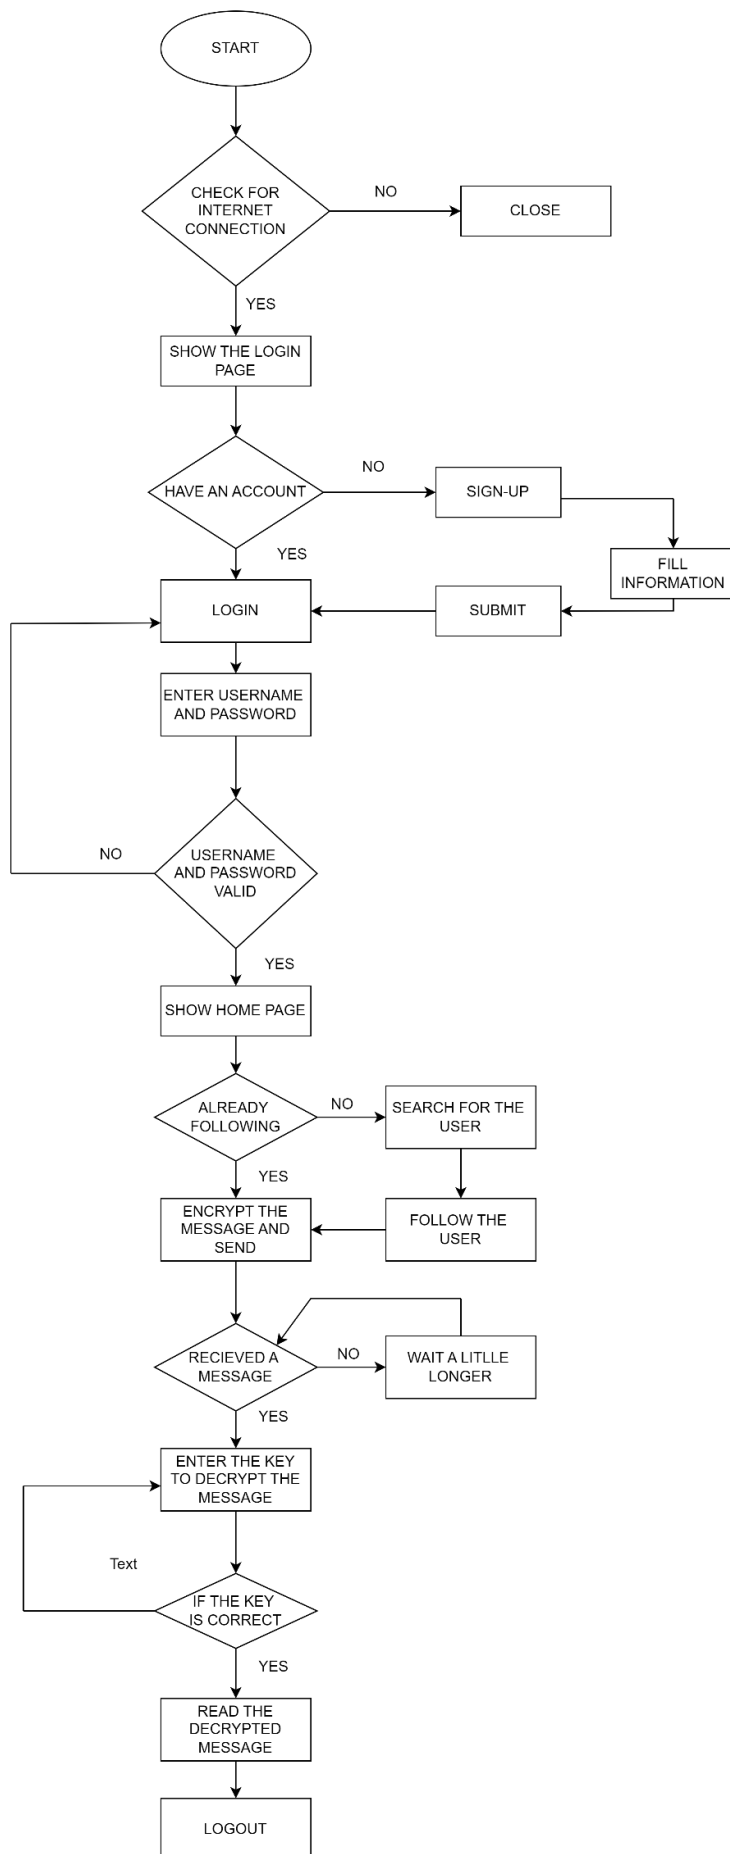 START
CHECK FOR
INTERNET
CONNECTION
NO
CLOSE
YES
SHOW THE LOGIN
PAGE
HAVE AN ACCOUNT
NO
SIGN-UP
FILL
INFORMATION
YES
LOGIN
SUBMIT
ENTER USERNAME
AND PASSWORD
NO
USERNAME
AND PASSWORD
VALID
YES
SHOW HOME PAGE
ALREADY
FOLLOWING
NO
SEARCH FOR THE
USER
YES
ENCRYPT THE
MESSAGE AND
SEND
FOLLOW THE
USER
RECIEVED A
MESSAGE
NO
WAIT A LITLLE
LONGER
YES
ENTER THE KEY
TO DECRYPT THE
MESSAGE
Text
IF THE KEY
IS CORRECT
YES
READ THE
DECRYPTED
MESSAGE
LOGOUT